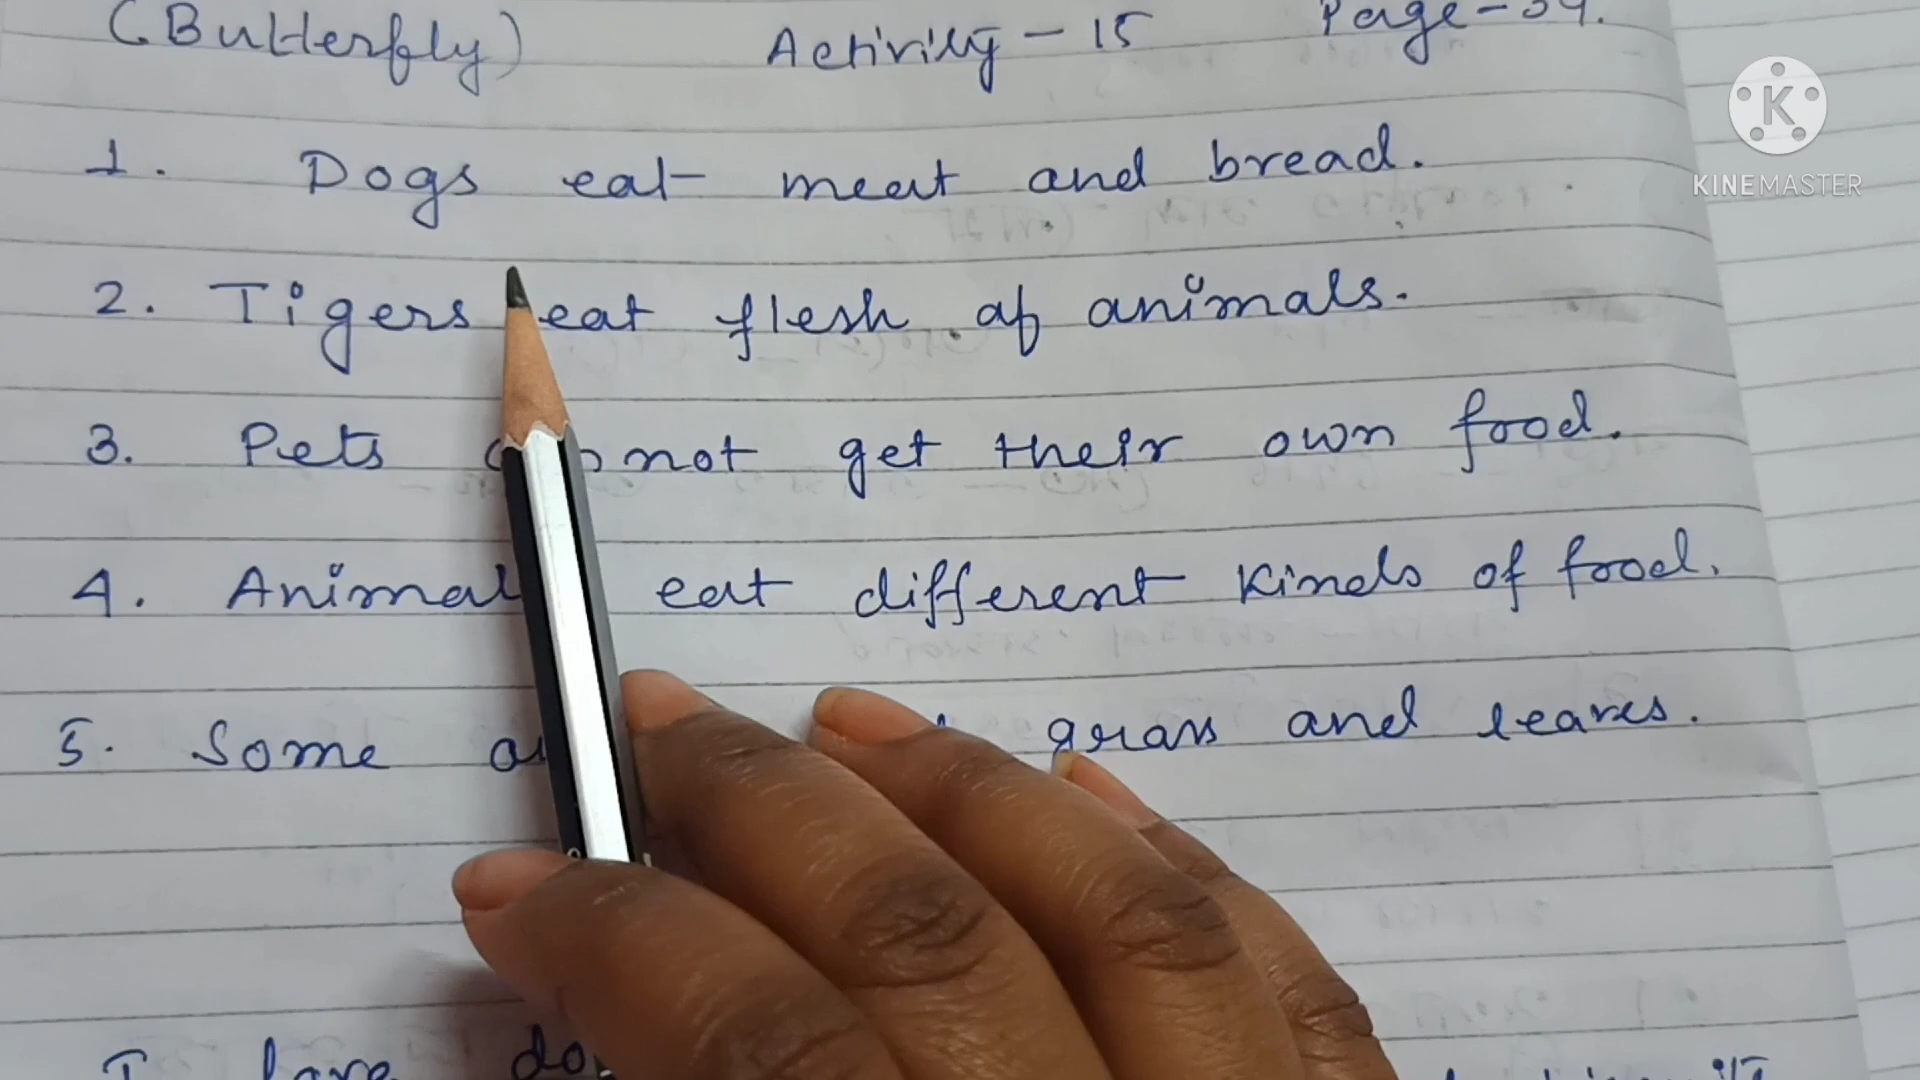 (Butterfly) Activity - 15 Page - 
KINEMASTER
1. Dogs eat meat and bread.
2. Tigers eat flesh of animals.
3. Pets not get their own food.
4. Animal eat different kinds of food.
5. Some grass and leaves.
I have